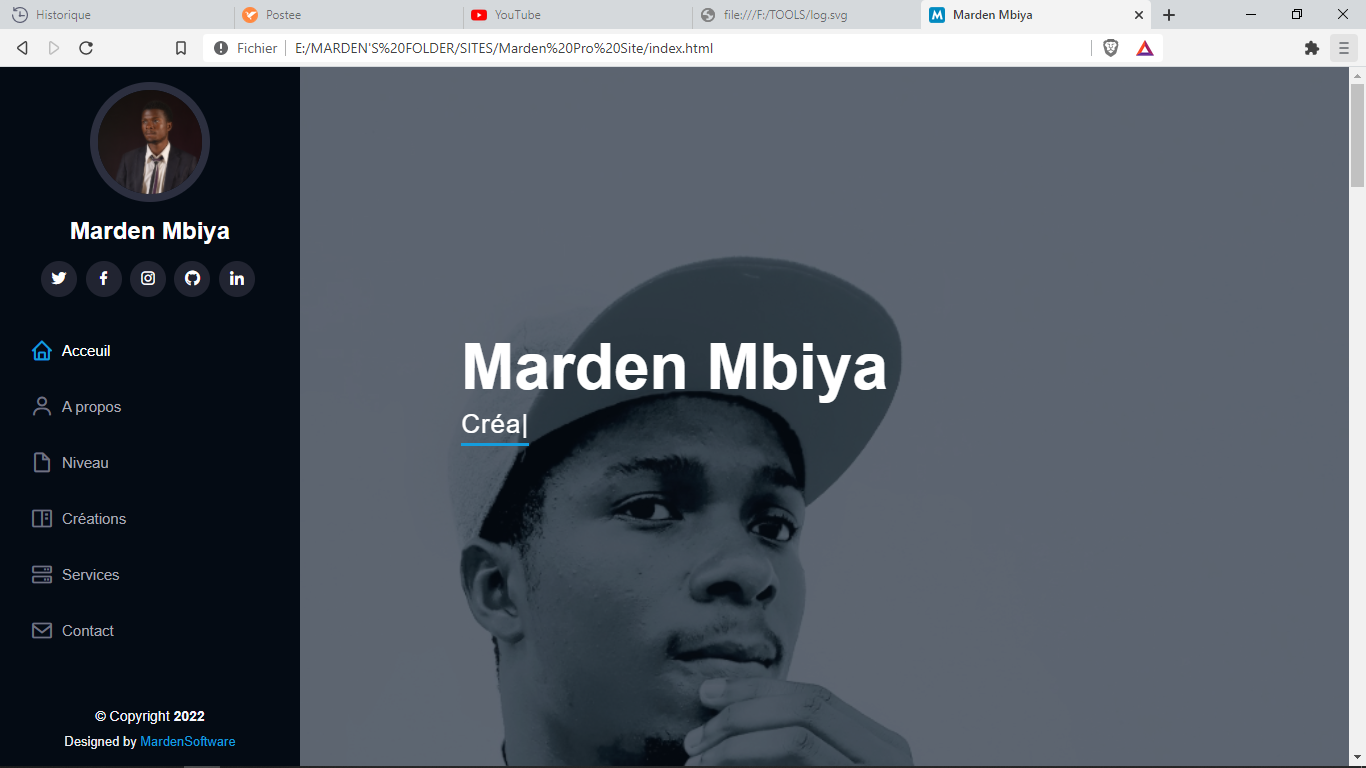 Historique
Postee
YouTube
file:///F:/TOOLS/log.svg
M
Marden Mbiya
Fichier
E:/MARDEN'S%20FOLDER/SITES/Marden%20Pro%20Site/index.html
Marden Mbiya
Acceuil
A propos
Niveau
Créations
Services
Contact
© Copyright 2022
Designed by MardenSoftware
Marden Mbiya
Créa|